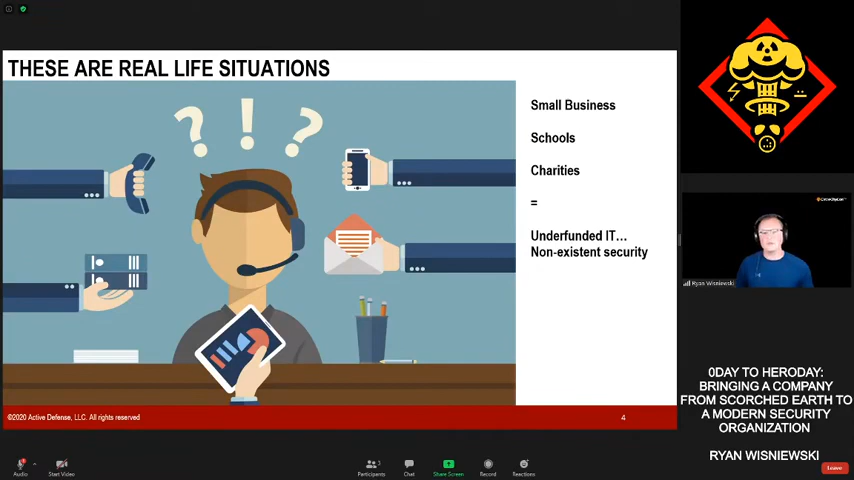 THESE ARE REAL LIFE SITUATIONS
? ! ?
Small Business
Schools
Charities
=
Underfunded IT...
Non-existent security
©2020 Active Defense, LLC. All rights reserved
4
Ryan Wisniewski
0DAY TO HERODAY:
BRINGING A COMPANY
FROM SCORCHED EARTH TO
A MODERN SECURITY
ORGANIZATION
RYAN WISNIEWSKI
Audio
Start Video
Participants
Chat
Share Screen
Record
Reactions
Leave